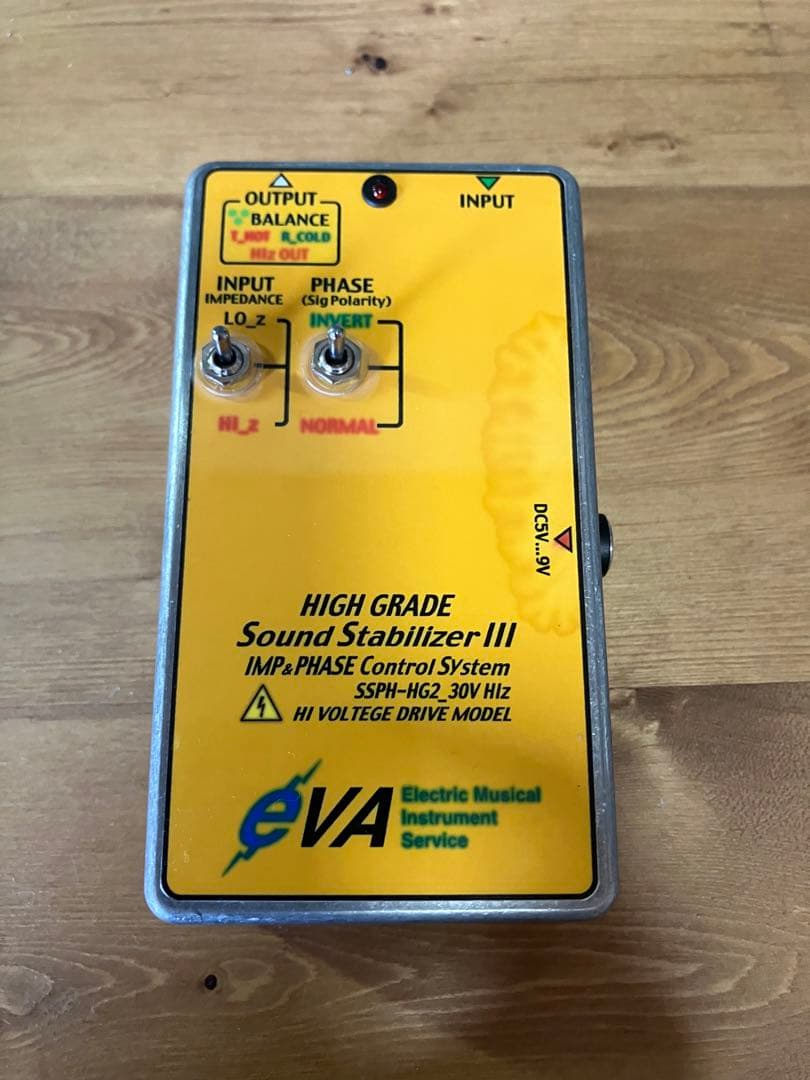 OUTPUT
BALANCE
T_HOT R_COLD
HIz OUT
INPUT
INPUT
IMPEDANCE
LO_z
HI_z
PHASE
(Sig Polarity)
INVERT
NORMAL
DC5V...9V
HIGH GRADE
Sound Stabilizer III
IMP&PHASE Control SYstem
SSPH-HG2_30V HIz
HI VOLTEGE DRIVE MODEL
eVA
Electric Musical
Instrument
Service